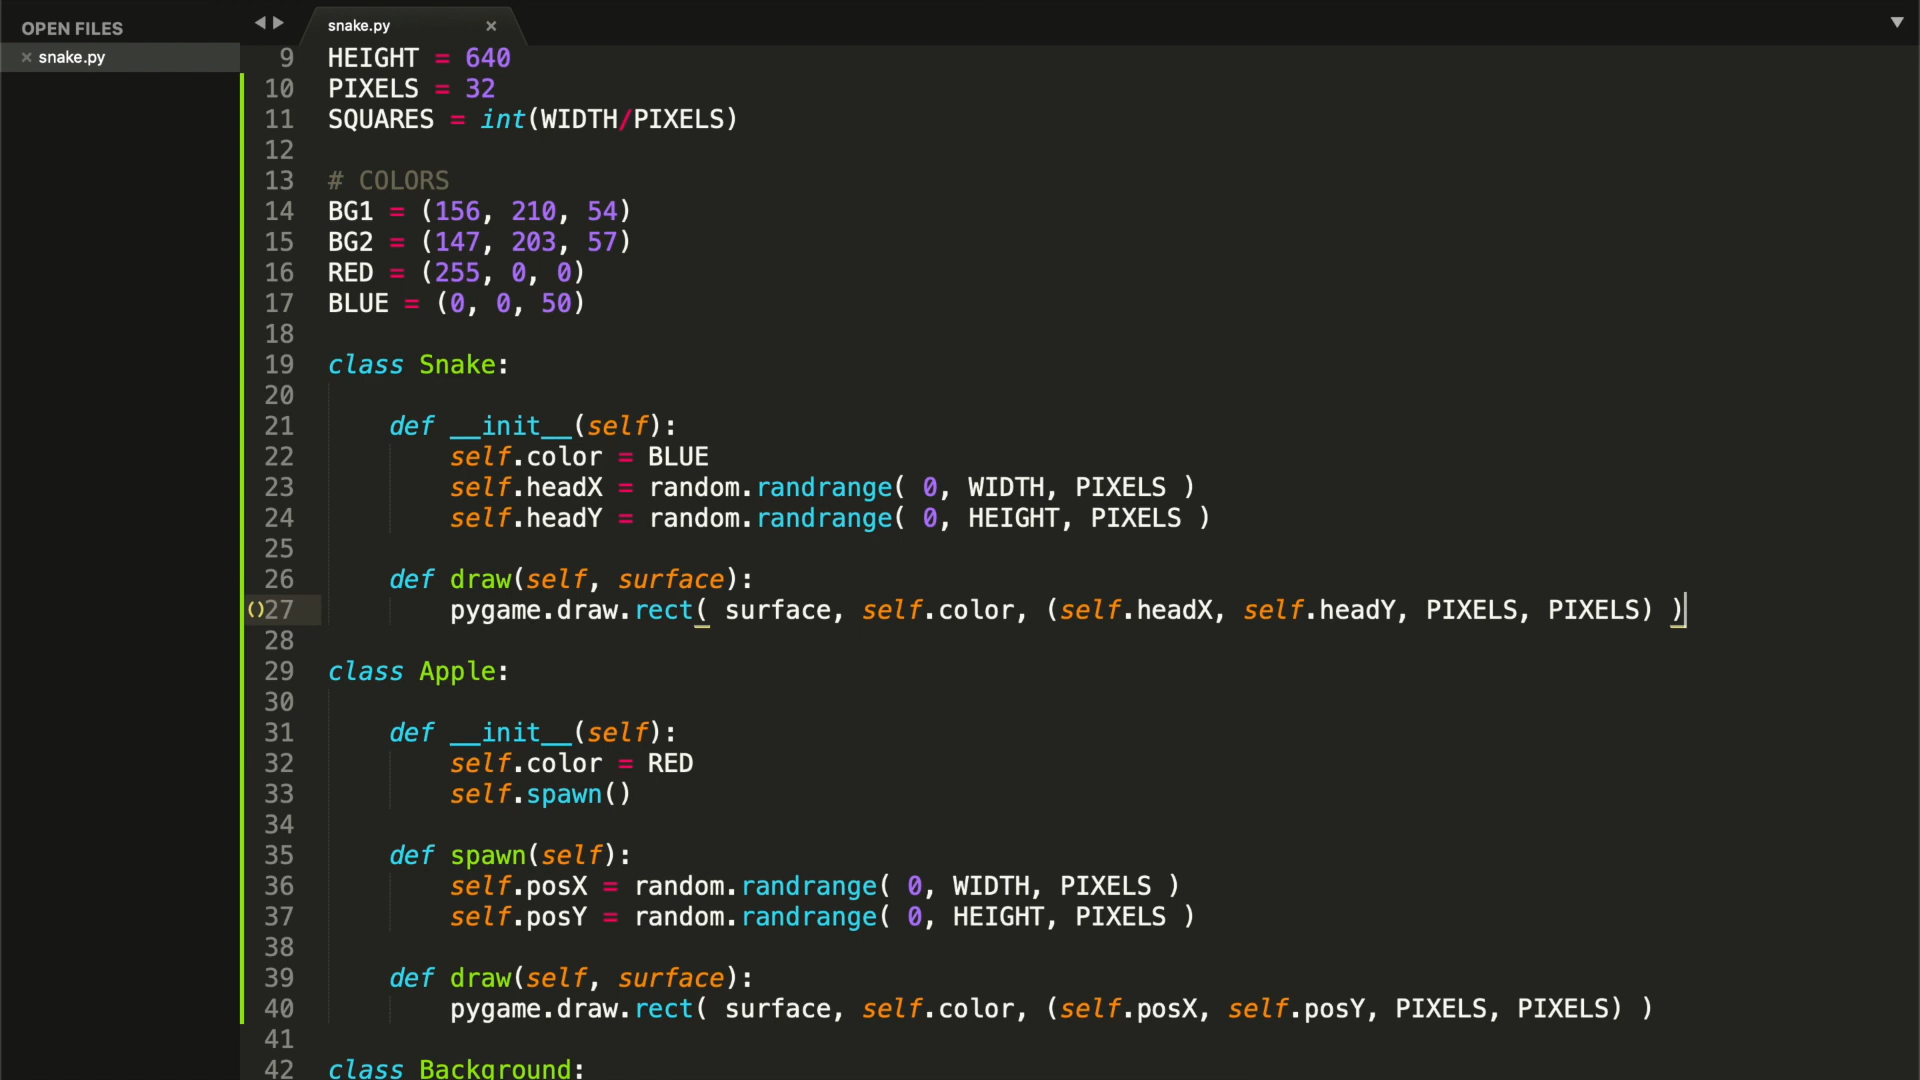 OPEN FILES
snake.py
snake.py
9 HEIGHT = 640
10 PIXELS = 32
11 SQUARES = int(WIDTH/PIXELS)
12
13 # COLORS
14 BG1 = (156, 210, 54)
15 BG2 = (147, 203, 57)
16 RED = (255, 0, 0)
17 BLUE = (0, 0, 50)
18
19 class Snake:
20
21     def __init__(self):
22         self.color = BLUE
23         self.headX = random.randrange( 0, WIDTH, PIXELS )
24         self.headY = random.randrange( 0, HEIGHT, PIXELS )
25
26     def draw(self, surface):
()27         pygame.draw.rect( surface, self.color, (self.headX, self.headY, PIXELS, PIXELS) )
28
29 class Apple:
30
31     def __init__(self):
32         self.color = RED
33         self.spawn()
34
35     def spawn(self):
36         self.posX = random.randrange( 0, WIDTH, PIXELS )
37         self.posY = random.randrange( 0, HEIGHT, PIXELS )
38
39     def draw(self, surface):
40         pygame.draw.rect( surface, self.color, (self.posX, self.posY, PIXELS, PIXELS) )
41
42 class Background: